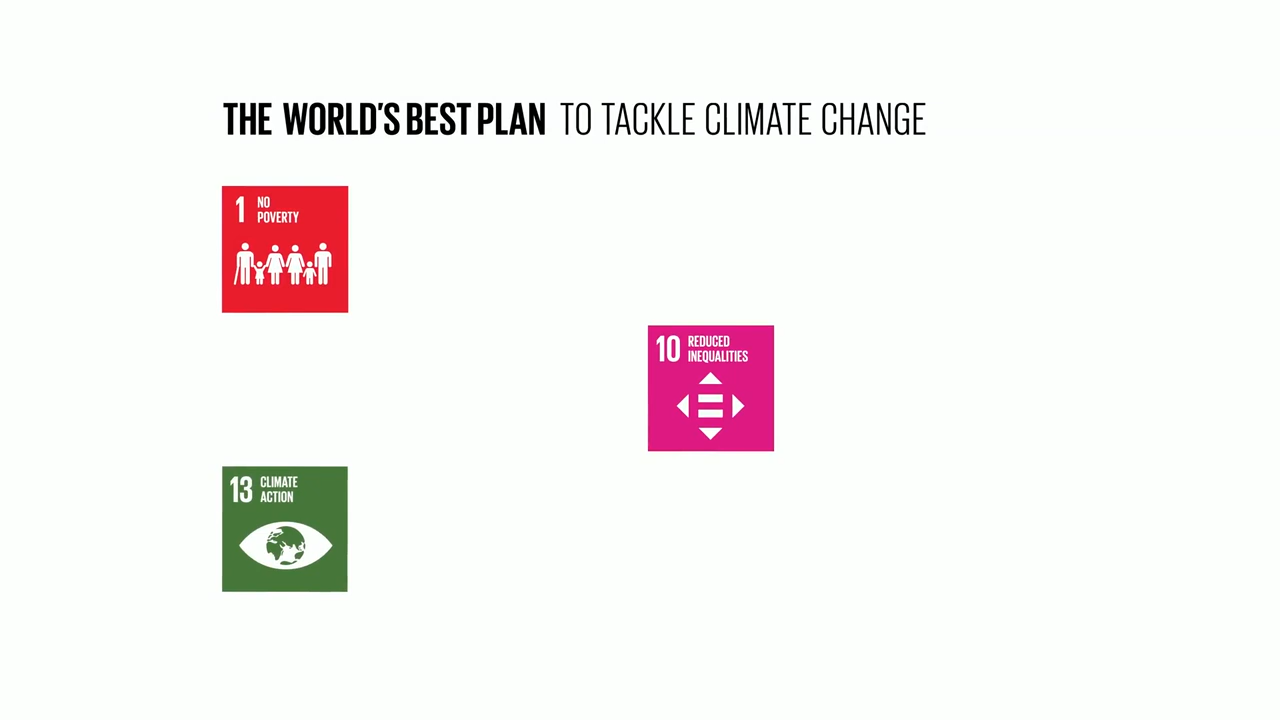 THE WORLD'S BEST PLAN TO TACKLE CLIMATE CHANGE
1 NO
POVERTY
10 REDUCED
INEQUALITIES
13 CLIMATE
ACTION